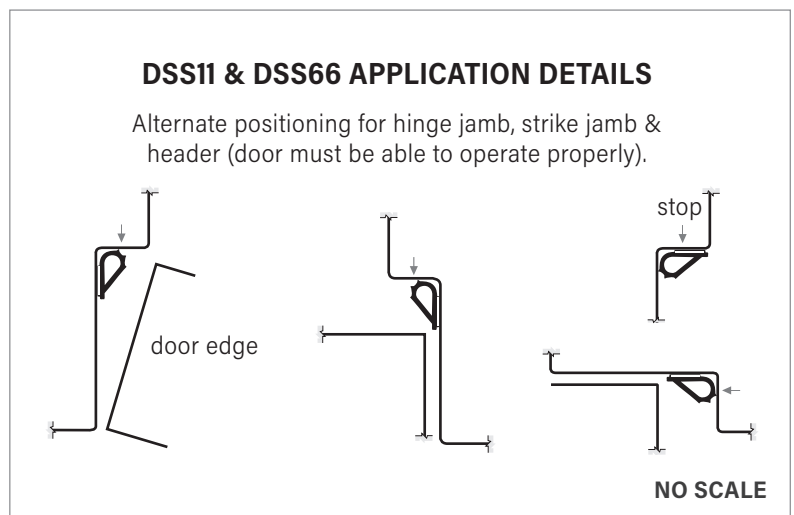 DSS11 & DSS66 APPLICATION DETAILS
Alternate positioning for hinge jamb, strike jamb &
header (door must be able to operate properly).
stop
door edge
NO SCALE